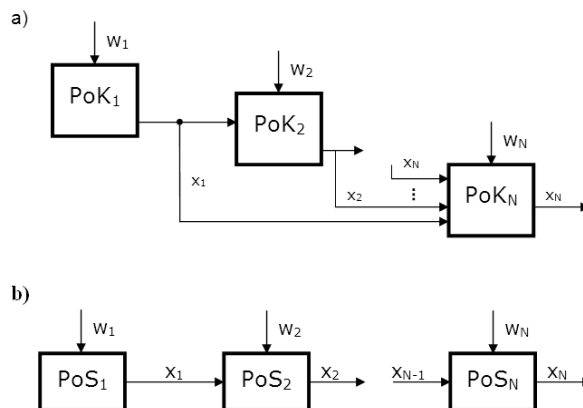 a)
W1
PoK1
W2
PoK2
x1
x2
xN
⋮
WN
PoKN
xN
b)
W1
PoS1
x1
W2
PoS2
x2
xN-1
WN
PoSN
xN